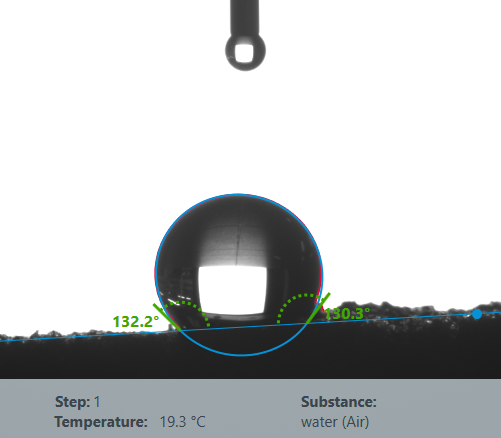 132.2°
130.3°
Step: 1
Substance:
Temperature: 19.3 °C
water (Air)